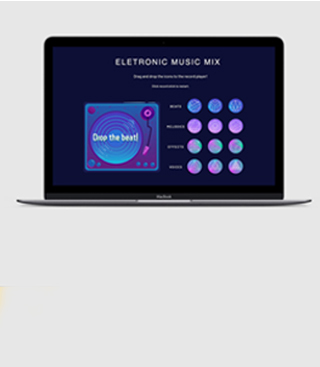 ELETRONIC MUSIC MIX
Drag and drop the icons to the record player!
Drop the beat!
BEATS
MELODIES
EFFECTS
VOICES
MacBook